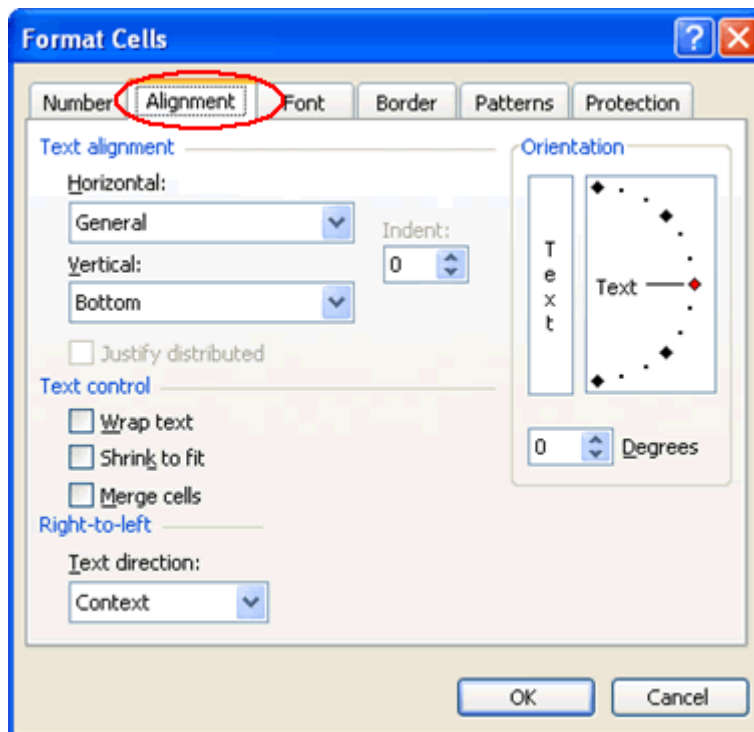 Format Cells
Number Alignment Font Border Patterns Protection
Text alignment
Horizontal:
General
Indent:
0
Vertical:
Bottom
Justify distributed
Text control
Wrap text
Shrink to fit
Merge cells
Right-to-left
Text direction:
Context
Orientation
T
e
x
t
Text
0 Degrees
OK Cancel